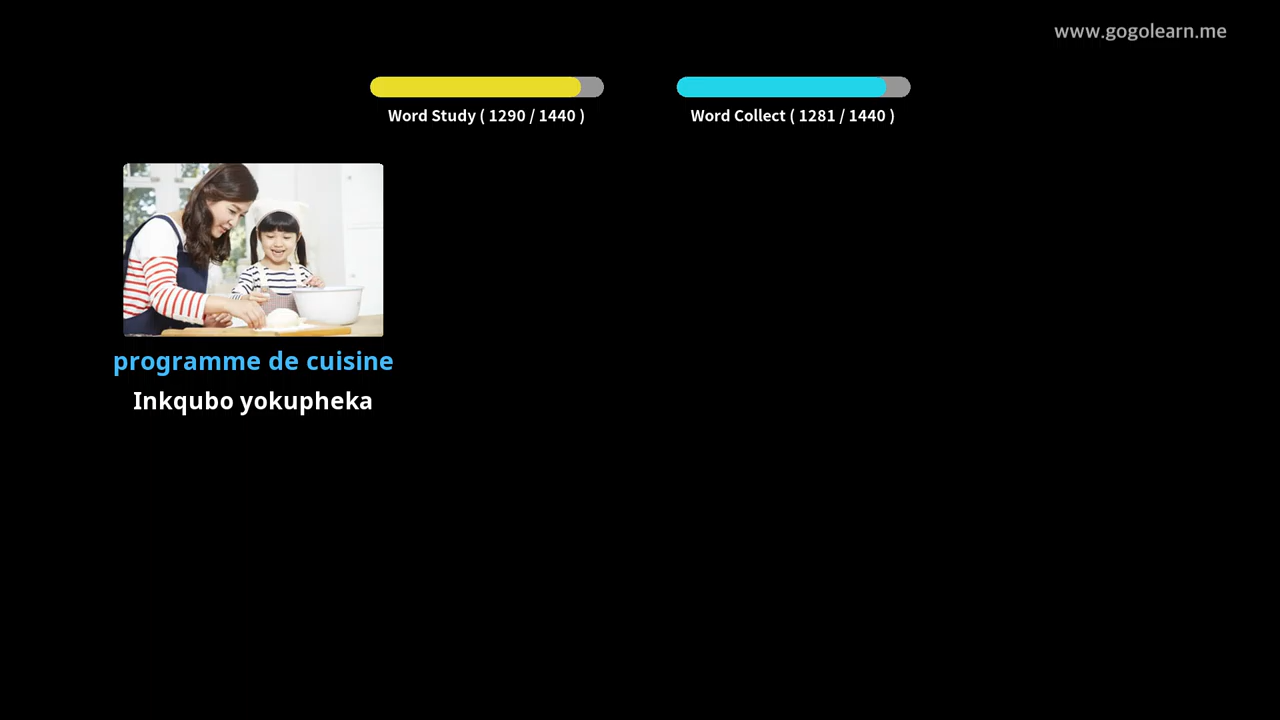 www.gogolearn.me
Word Study ( 1290 / 1440 )
Word Collect ( 1281 / 1440 )
programme de cuisine
Inkqubo yokupheka